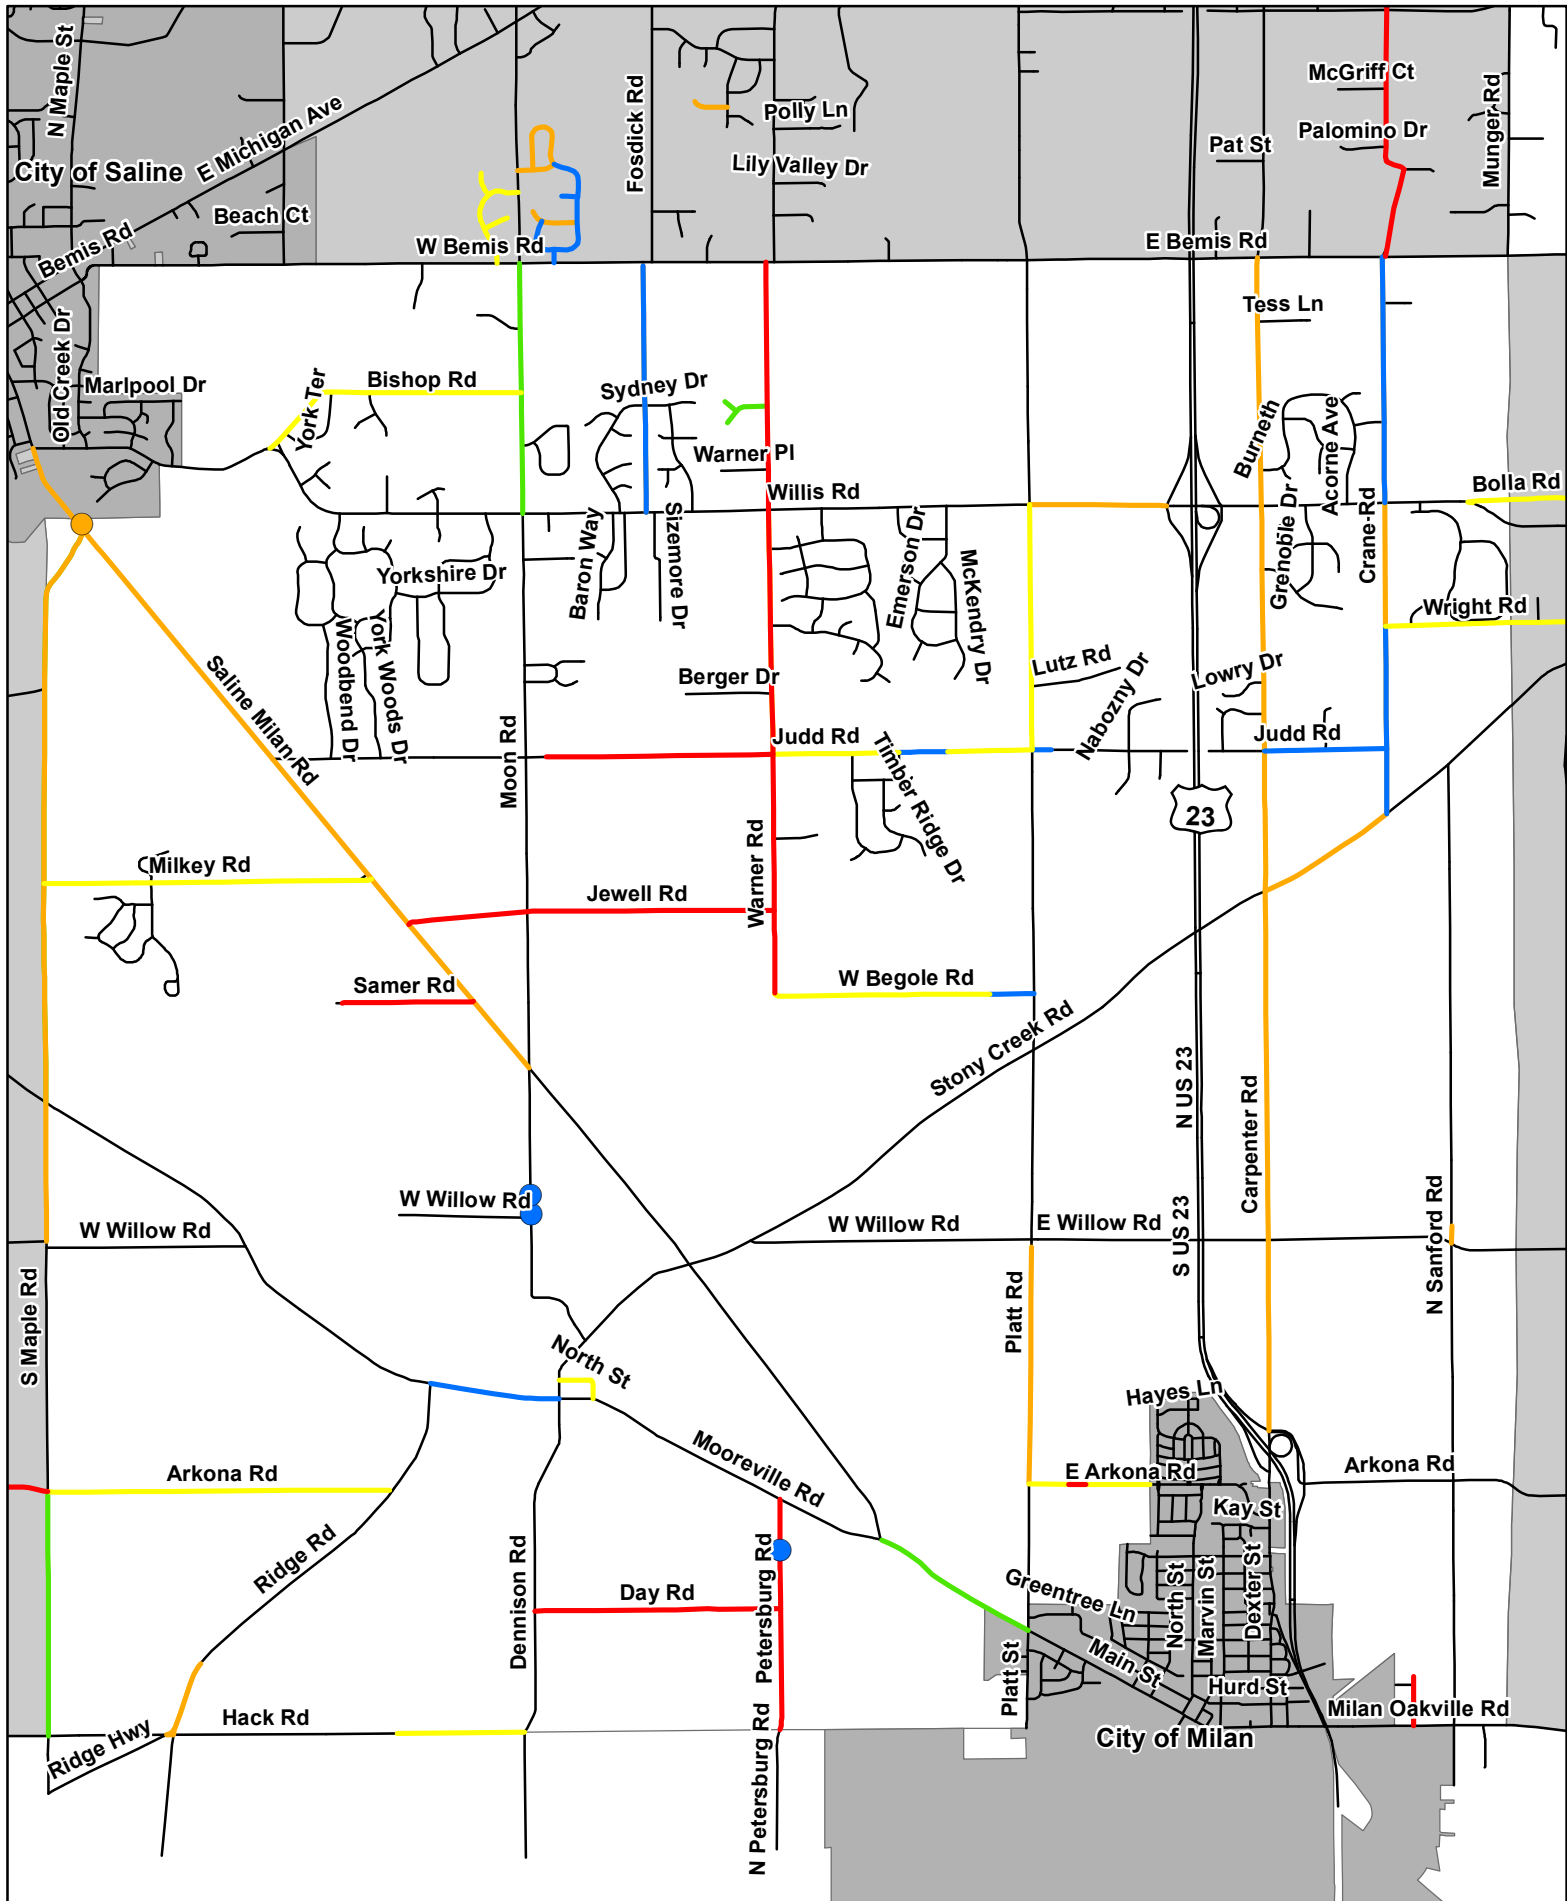 N Maple St
McGriff Ct
Munger Rd
Fosdick Rd
Polly Ln
E Michigan Ave
Palomino Dr
Pat St
City of Saline
Lily Valley Dr
Beach Ct
Bemis Rd
W Bemis Rd
E Bemis Rd
Tess Ln
Old Creek Dr
Marlpool Dr
York Ter
Bishop Rd
Sydney Dr
Burneth
Acorne Ave
Warner Pl
Willis Rd
Bolla Rd
Grenoble Dr
Crane Rd
Baron Way
Sizemore Dr
Emerson Dr
McKendry Dr
Yorkshire Dr
Wright Rd
Woodbend Dr
York Woods Dr
Saline Milan Rd
Berger Dr
Lutz Rd
Nabozny Dr
Lowry Dr
Moon Rd
Judd Rd
Timber Ridge Dr
Judd Rd
23
Warner Rd
Milkey Rd
Jewell Rd
Samer Rd
W Begole Rd
Stony Creek Rd
N US 23
Carpenter Rd
W Willow Rd
W Willow Rd
W Willow Rd
E Willow Rd
S US 23
N Sanford Rd
S Maple Rd
Platt Rd
North St
Hayes Ln
Mooreville Rd
Arkona Rd
E Arkona Rd
Arkona Rd
Kay St
Ridge Rd
Dennison Rd
Day Rd
Petersburg Rd
Greentree Ln
North St
Marvin St
Dexter St
Main St
Platt St
Hurd St
Hack Rd
Ridge Hwy
N Petersburg Rd
Milan Oakville Rd
City of Milan